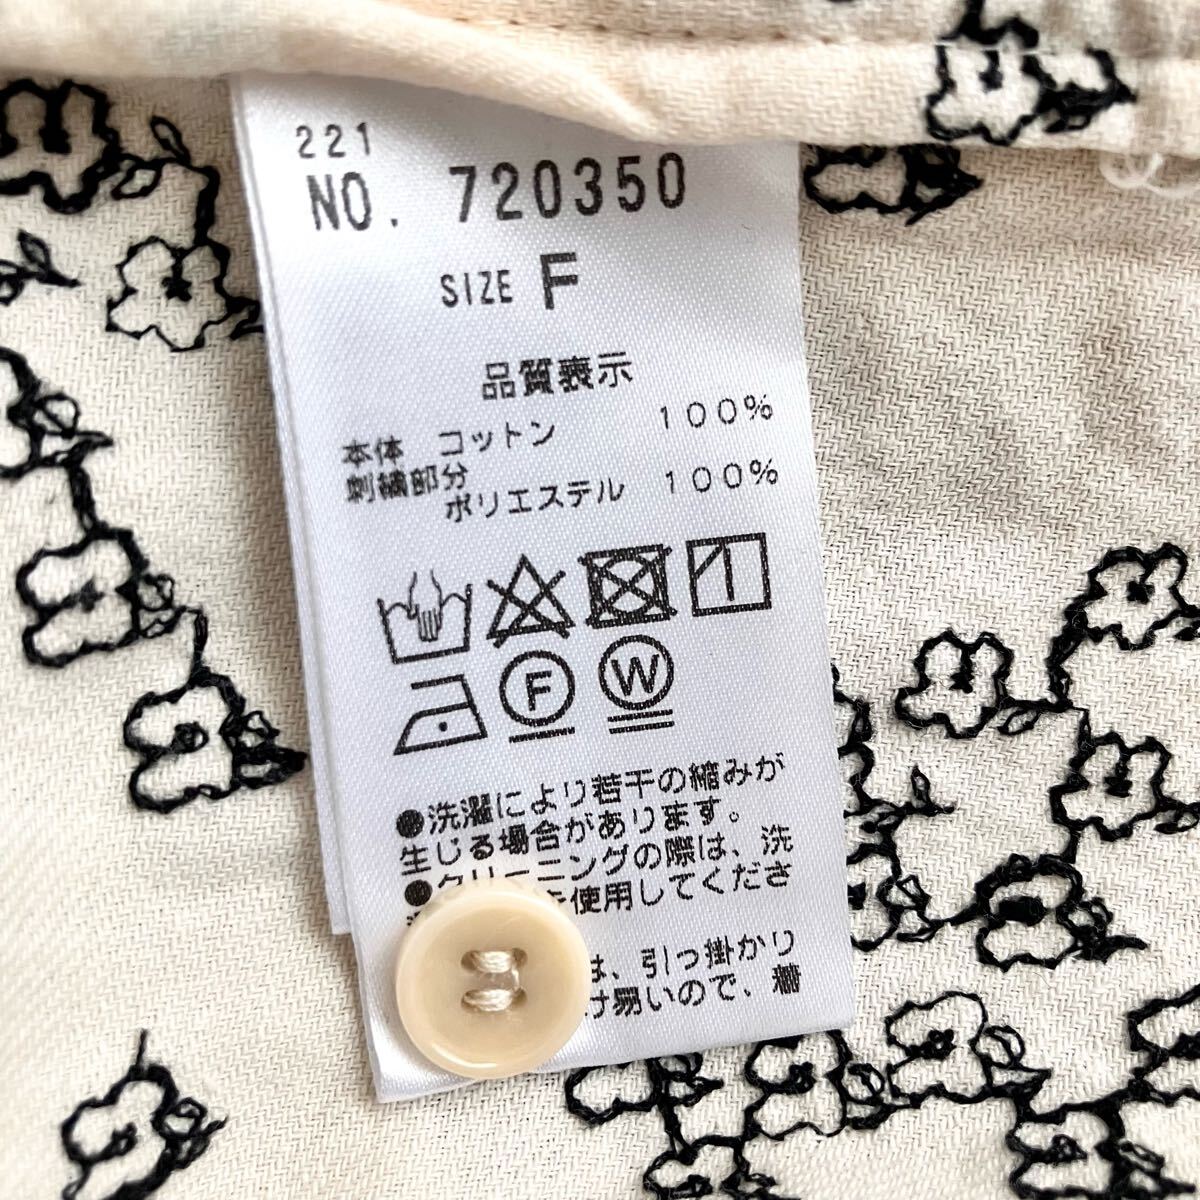 221
NO. 720350
SIZE F
品質表示
本体 コットン 100%
刺繍部分
ポリエステル 100%
F
W
●洗濯により若干の縮みが
生じる場合があります。
●クリーニングの際は、洗
を使用してくださ
は、引っ掛かり
け易いので、着